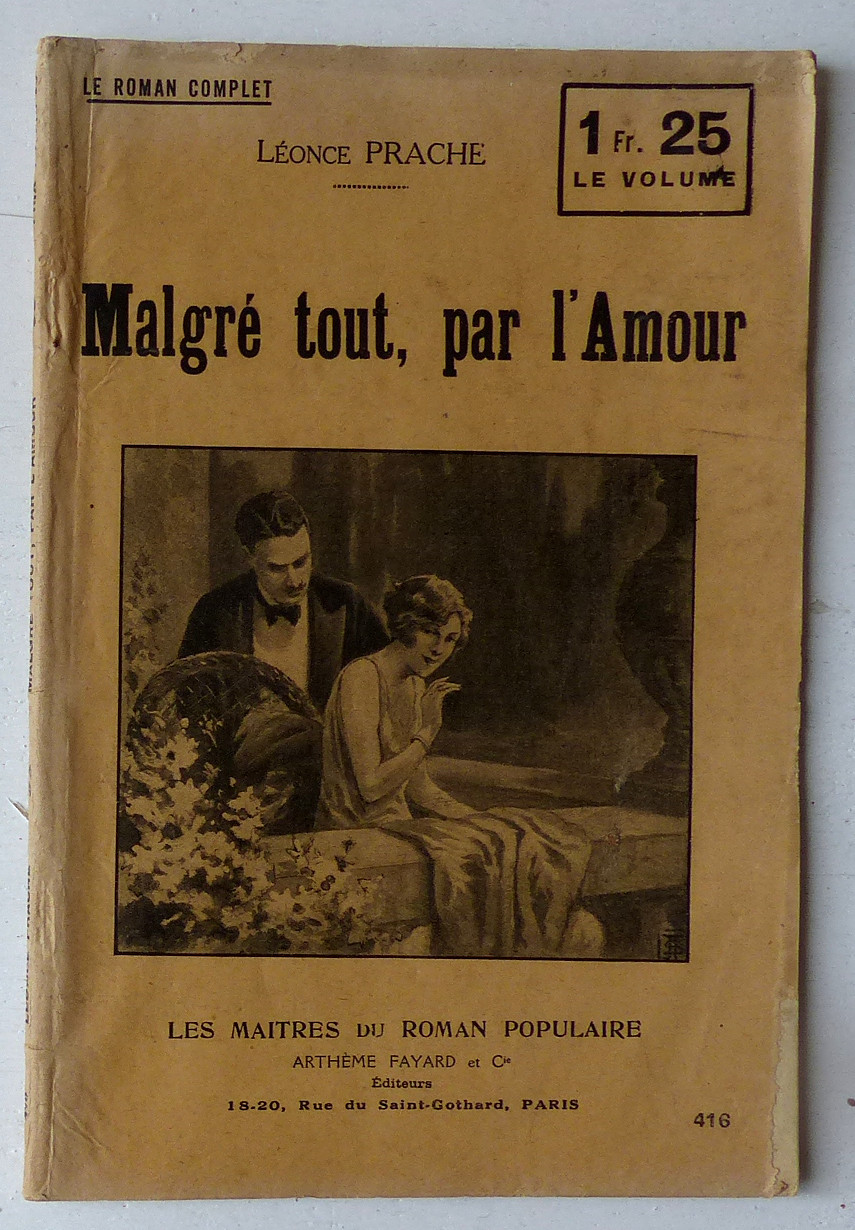 LE ROMAN COMPLET
LÉONCE PRACHE
1 Fr. 25
LE VOLUME
Malgré tout, par l'Amour
LES MAITRES DU ROMAN POPULAIRE
ARTHÈME FAYARD et Cie
Éditeurs
18-20, Rue du Saint-Gothard, PARIS
416